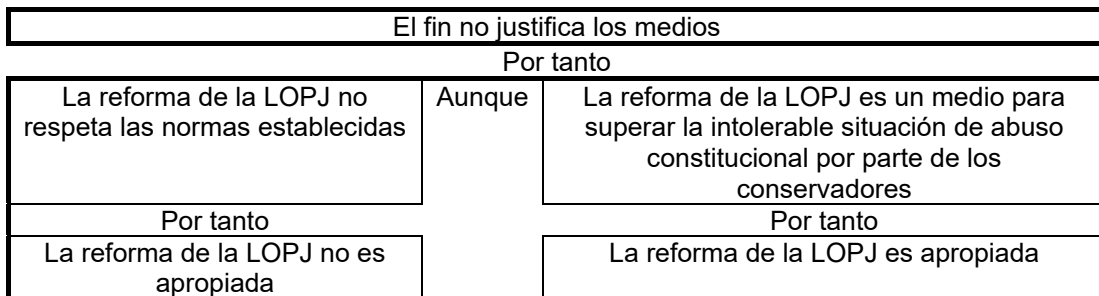 El fin no justifica los medios
Por tanto
La reforma de la LOPJ no
respeta las normas establecidas
Aunque
La reforma de la LOPJ es un medio para
superar la intolerable situación de abuso
constitucional por parte de los
conservadores
Por tanto
Por tanto
La reforma de la LOPJ no es
apropiada
La reforma de la LOPJ es apropiada